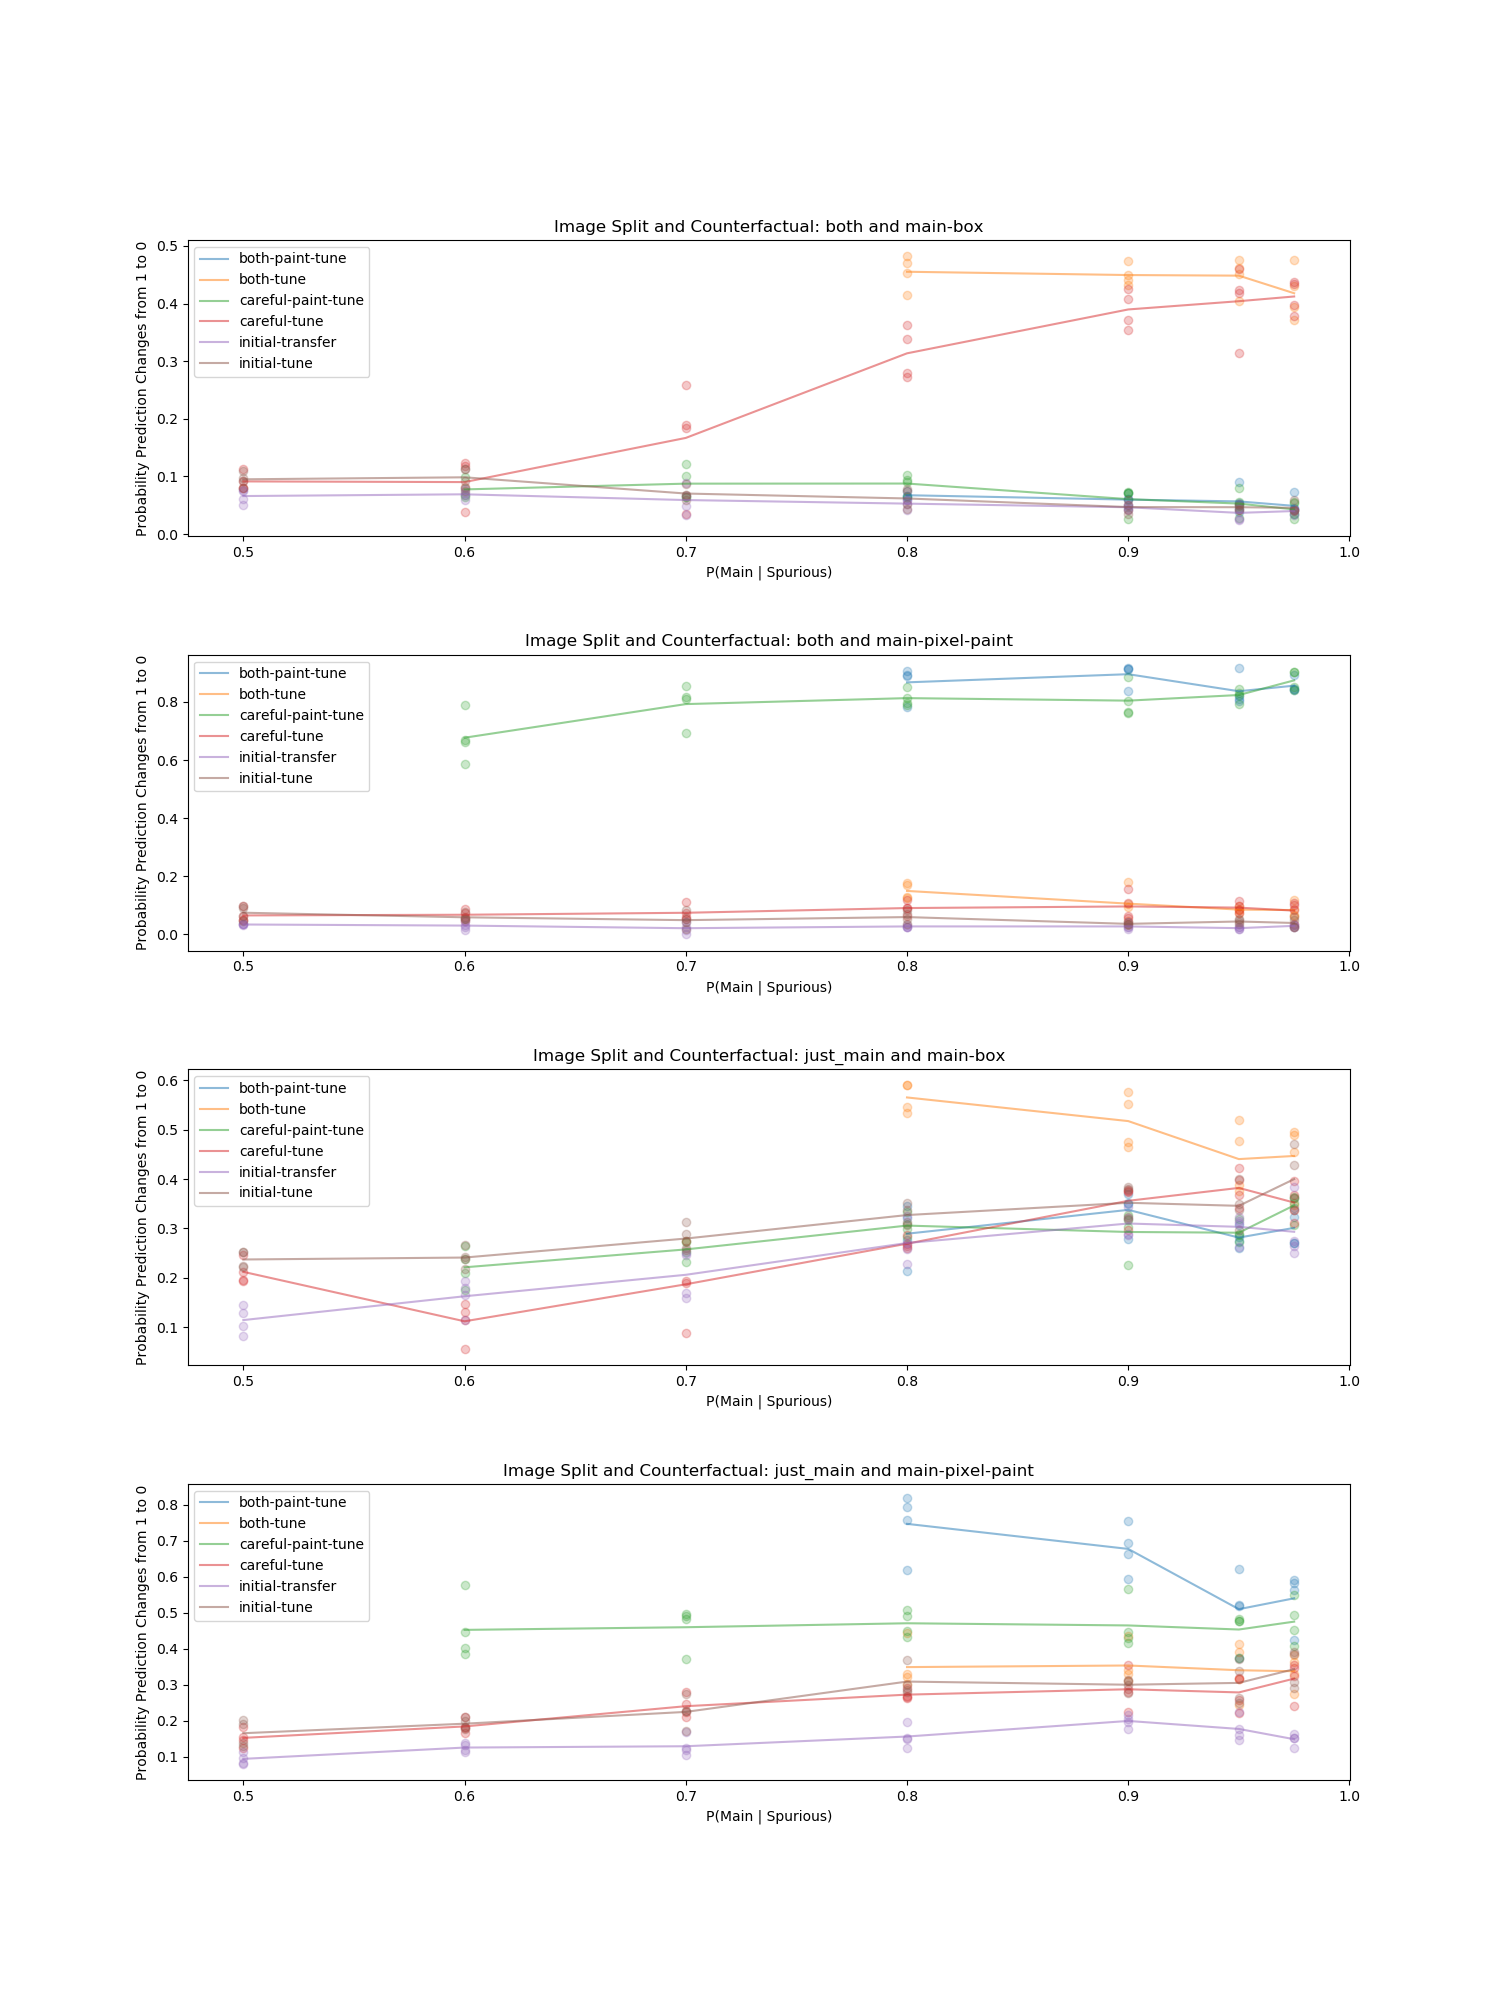 Image Split and Counterfactual: both and main-box
Probability Prediction Changes from 1 to 0
0.5
0.4
0.3
0.2
0.1
0.0
both-paint-tune
both-tune
careful-paint-tune
careful-tune
initial-transfer
initial-tune
0.5 0.6 0.7 0.8 0.9 1.0
P(Main | Spurious)
Image Split and Counterfactual: both and main-pixel-paint
Probability Prediction Changes from 1 to 0
0.8
0.6
0.4
0.2
0.0
both-paint-tune
both-tune
careful-paint-tune
careful-tune
initial-transfer
initial-tune
0.5 0.6 0.7 0.8 0.9 1.0
P(Main | Spurious)
Image Split and Counterfactual: just_main and main-box
Probability Prediction Changes from 1 to 0
0.6
0.5
0.4
0.3
0.2
0.1
both-paint-tune
both-tune
careful-paint-tune
careful-tune
initial-transfer
initial-tune
0.5 0.6 0.7 0.8 0.9 1.0
P(Main | Spurious)
Image Split and Counterfactual: just_main and main-pixel-paint
Probability Prediction Changes from 1 to 0
0.8
0.7
0.6
0.5
0.4
0.3
0.2
0.1
both-paint-tune
both-tune
careful-paint-tune
careful-tune
initial-transfer
initial-tune
0.5 0.6 0.7 0.8 0.9 1.0
P(Main | Spurious)